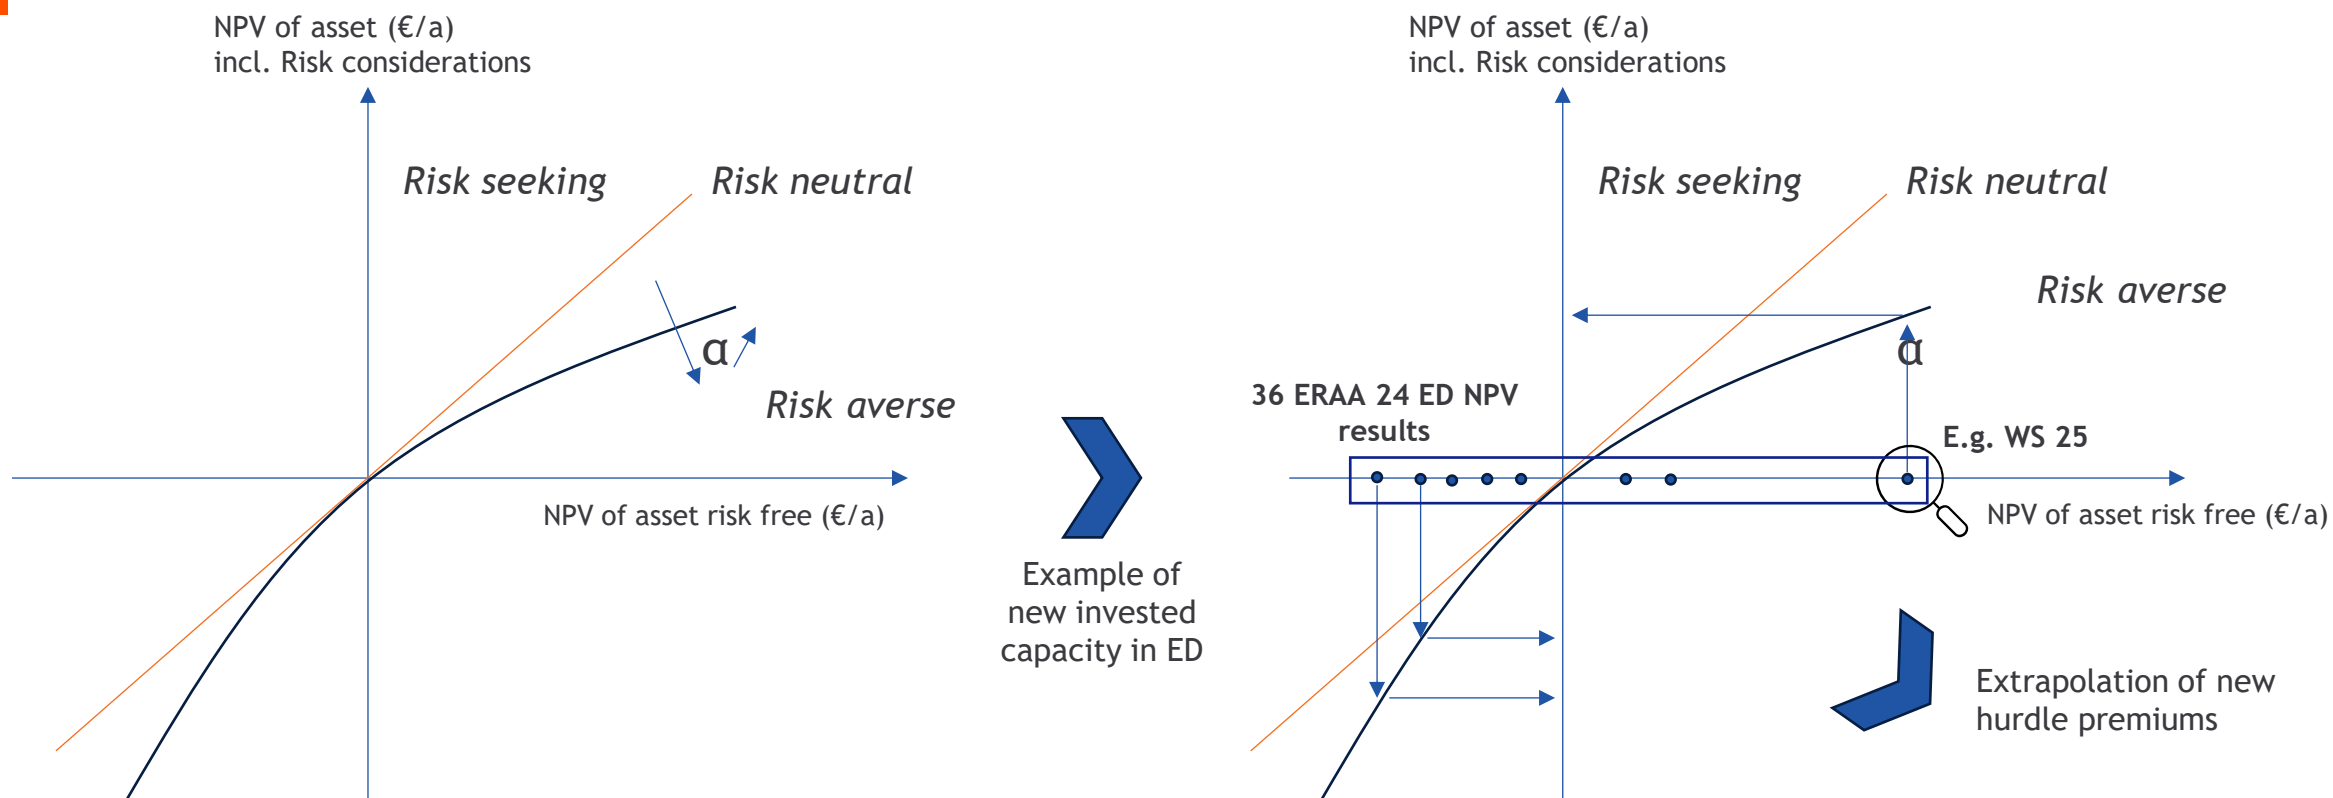 NPV of asset (€/a)
incl. Risk considerations
Risk seeking
Risk neutral
α
Risk averse
NPV of asset risk free (€/a)
Example of
new invested
capacity in ED
NPV of asset (€/a)
incl. Risk considerations
Risk seeking
Risk neutral
Risk averse
α
36 ERAA 24 ED NPV
results
E.g. WS 25
NPV of asset risk free (€/a)
Extrapolation of new
hurdle premiums